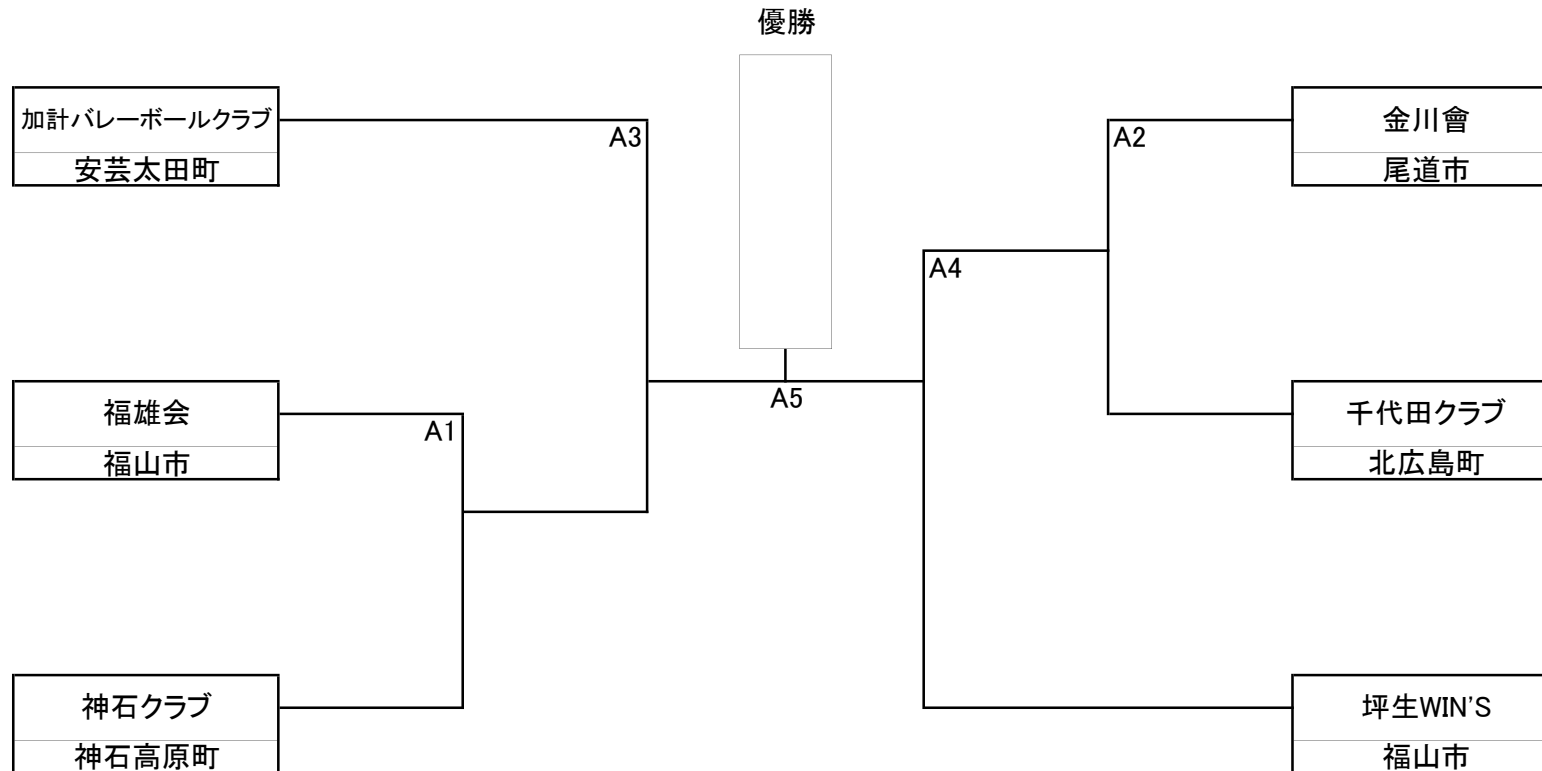 優勝
加計バレーボールクラブ
安芸太田町
A3
A2
金川會
尾道市
A4
福雄会
福山市
A1
A5
千代田クラブ
北広島町
神石クラブ
神石高原町
坪生WIN'S
福山市